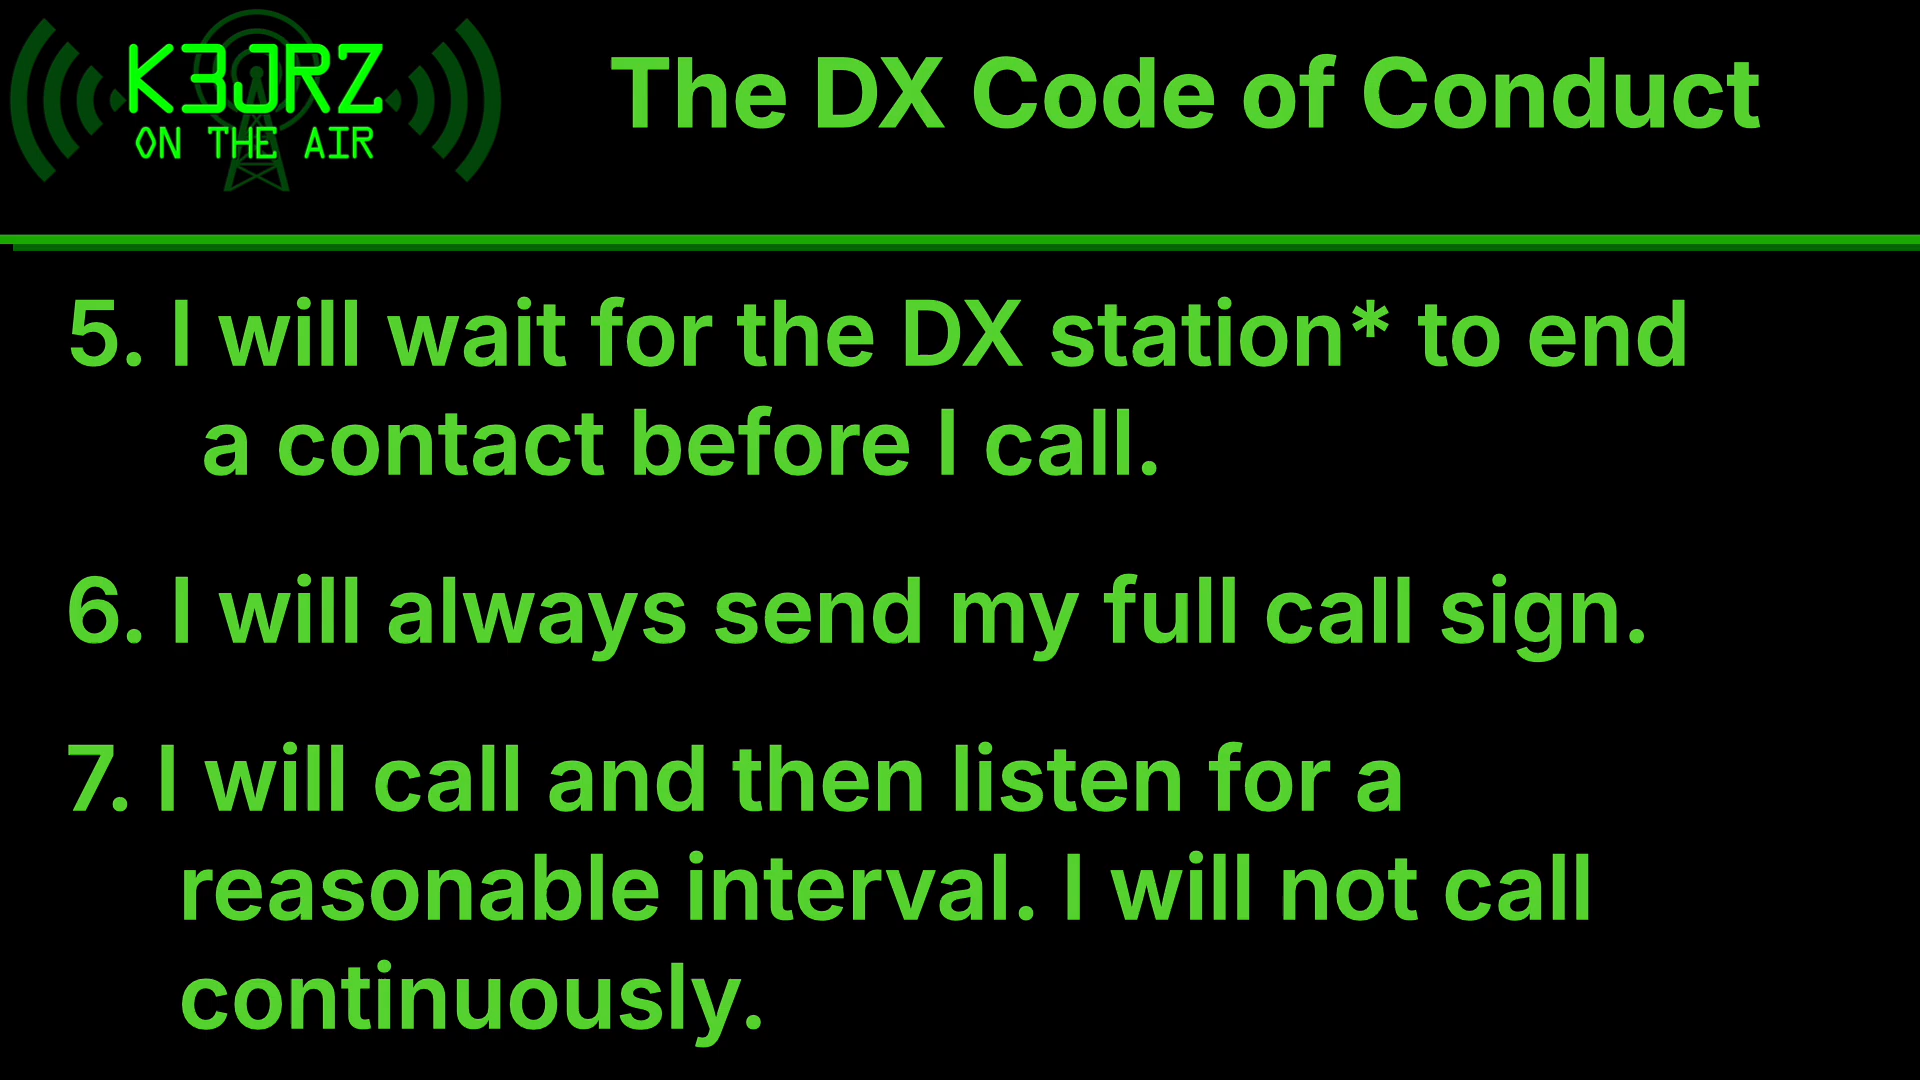 K3JRZ
ON THE AIR
The DX Code of Conduct
5. I will wait for the DX station* to end
a contact before I call.
6. I will always send my full call sign.
7. I will call and then listen for a
reasonable interval. I will not call
continuously.